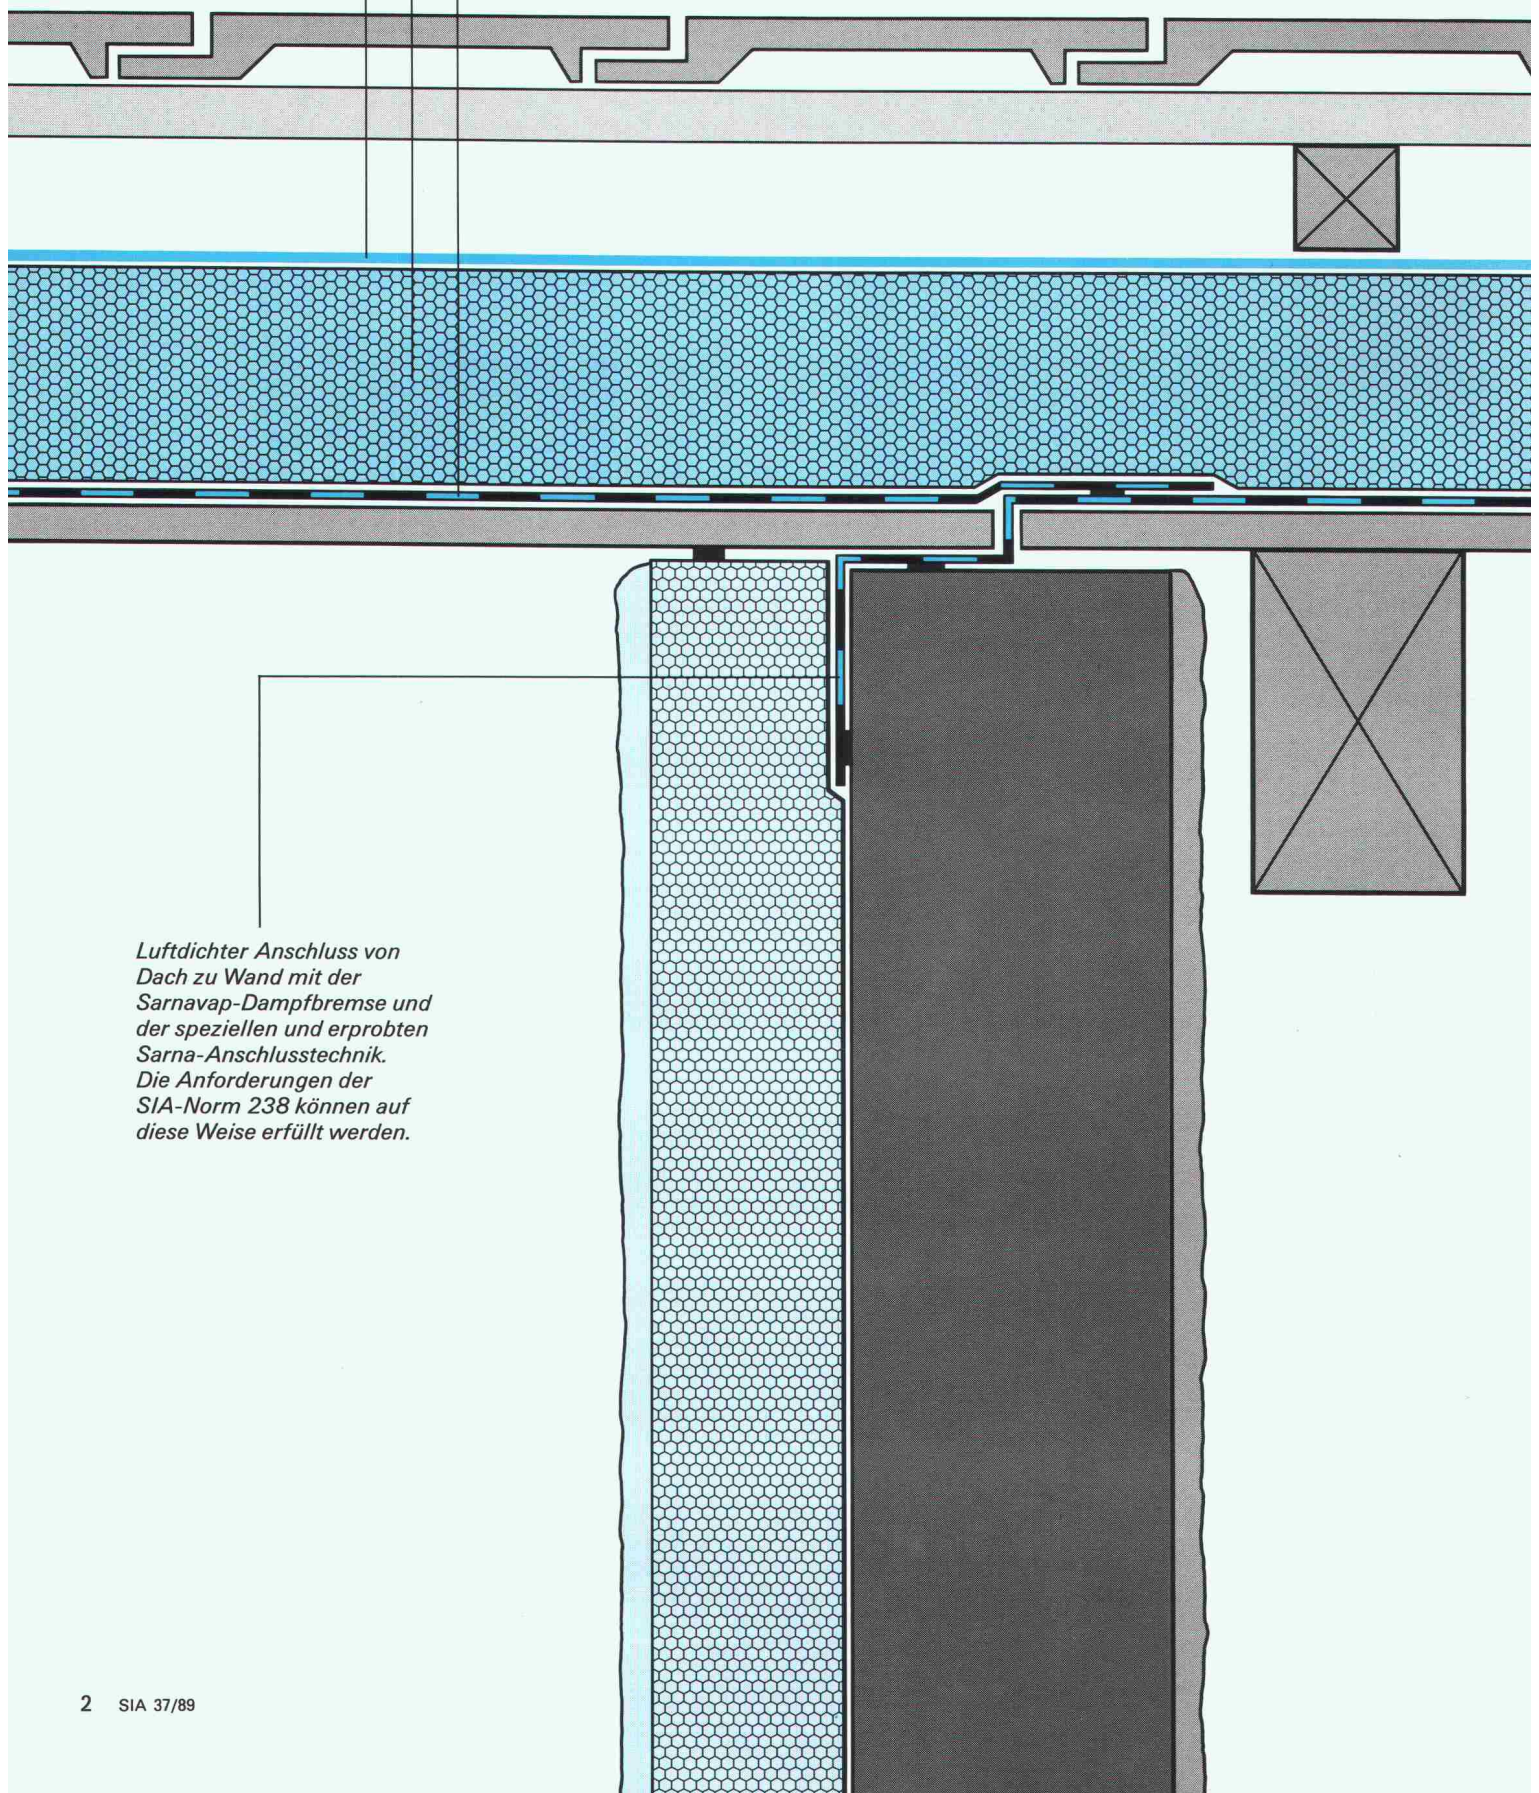 Luftdichter Anschluss von
Dach zu Wand mit der
Sarnavap-Dampfbremse und
der speziellen und erprobten
Sarna-Anschlusstechnik.
Die Anforderungen der
SIA-Norm 238 können auf
diese Weise erfüllt werden.
2 SIA 37/89